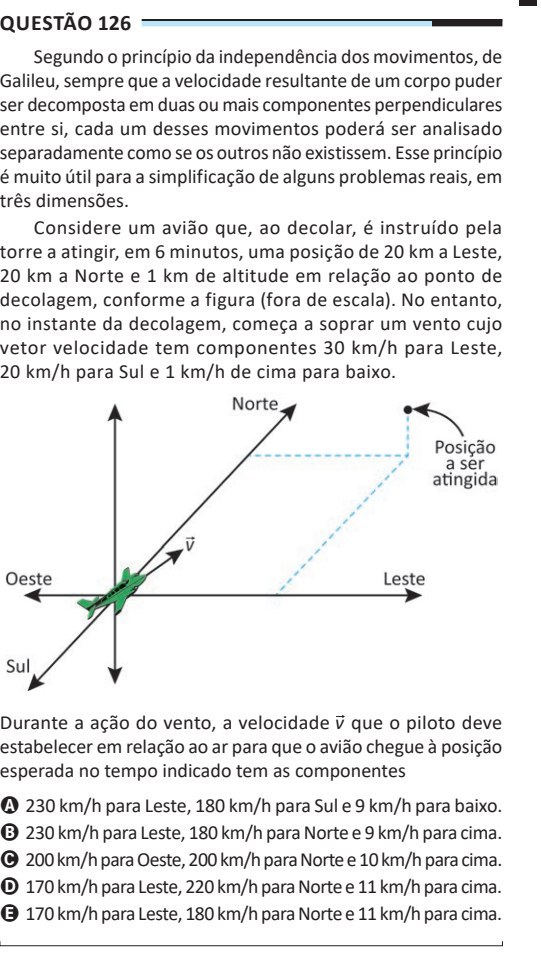 QUESTÃO 126
Segundo o princípio da independência dos movimentos, de
Galileu, sempre que a velocidade resultante de um corpo puder
ser decomposta em duas ou mais componentes perpendiculares
entre si, cada um desses movimentos poderá ser analisado
separadamente como se os outros não existissem. Esse princípio
é muito útil para a simplificação de alguns problemas reais, em
três dimensões.
Considere um avião que, ao decolar, é instruído pela
torre a atingir, em 6 minutos, uma posição de 20 km a Leste,
20 km a Norte e 1 km de altitude em relação ao ponto de
decolagem, conforme a figura (fora de escala). No entanto,
no instante da decolagem, começa a soprar um vento cujo
vetor velocidade tem componentes 30 km/h para Leste,
20 km/h para Sul e 1 km/h de cima para baixo.
Norte
Posição
a ser
atingida
v⃗
Oeste
Leste
Sul
Durante a ação do vento, a velocidade v⃗ que o piloto deve
estabelecer em relação ao ar para que o avião chegue à posição
esperada no tempo indicado tem as componentes
A 230 km/h para Leste, 180 km/h para Sul e 9 km/h para baixo.
B 230 km/h para Leste, 180 km/h para Norte e 9 km/h para cima.
C 200 km/h para Oeste, 200 km/h para Norte e 10 km/h para cima.
D 170 km/h para Leste, 220 km/h para Norte e 11 km/h para cima.
E 170 km/h para Leste, 180 km/h para Norte e 11 km/h para cima.